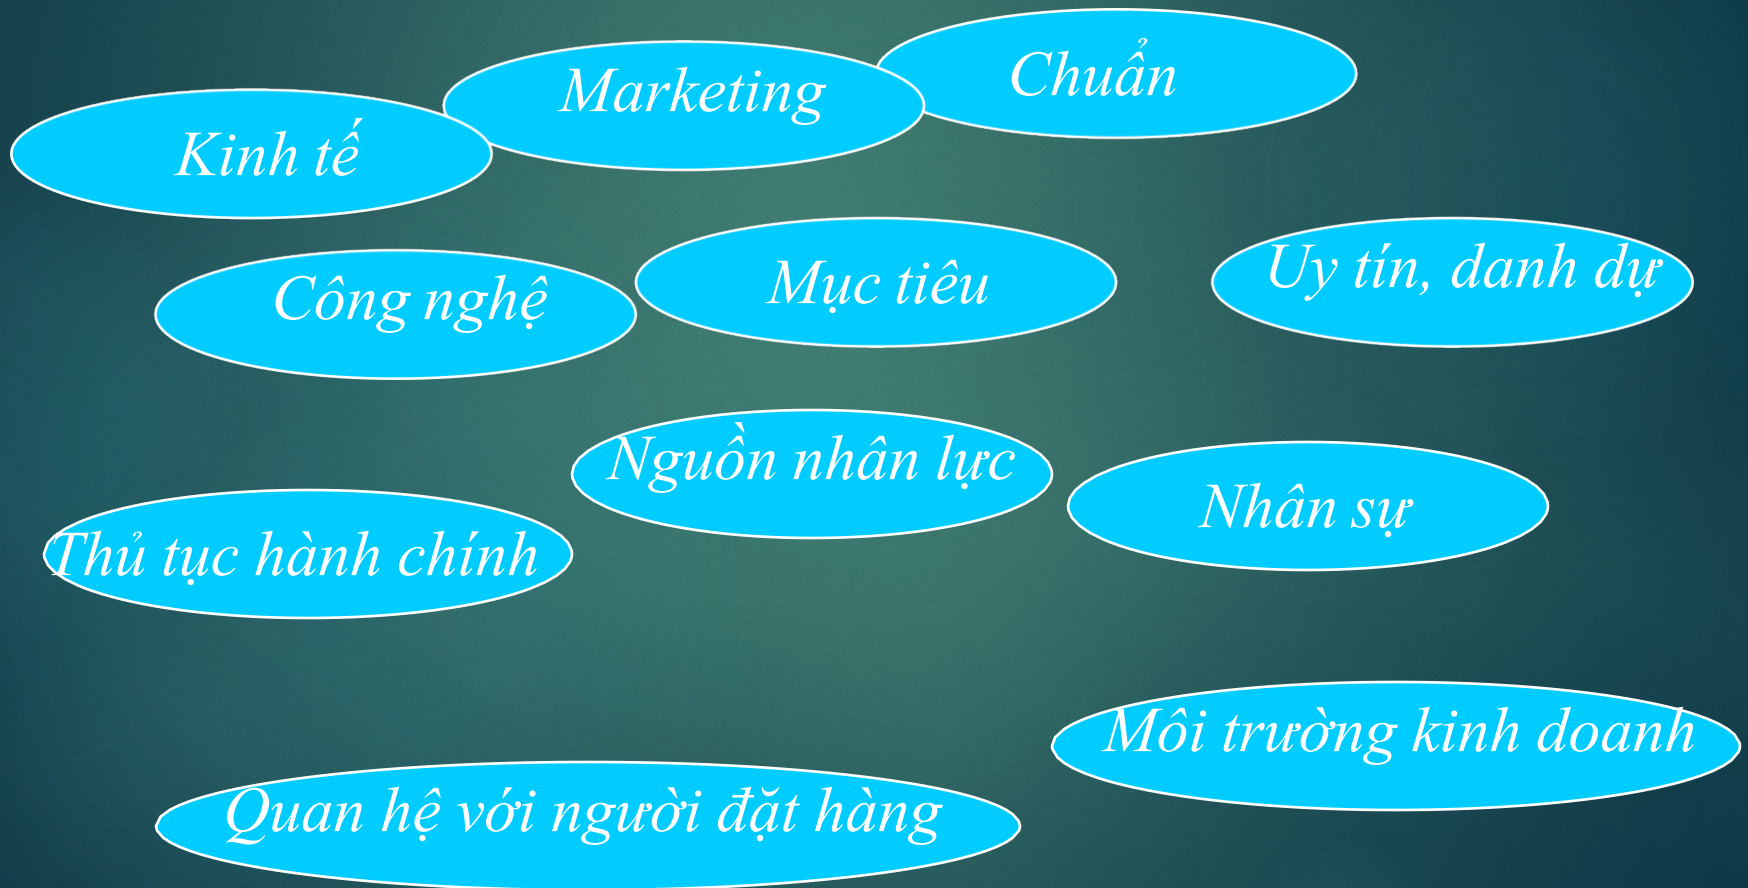 Chuẩn
Marketing
Kinh tế
Mục tiêu
Uy tín, danh dự
Công nghệ
Nguồn nhân lực
Nhân sự
Thủ tục hành chính
Môi trường kinh doanh
Quan hệ với người đặt hàng